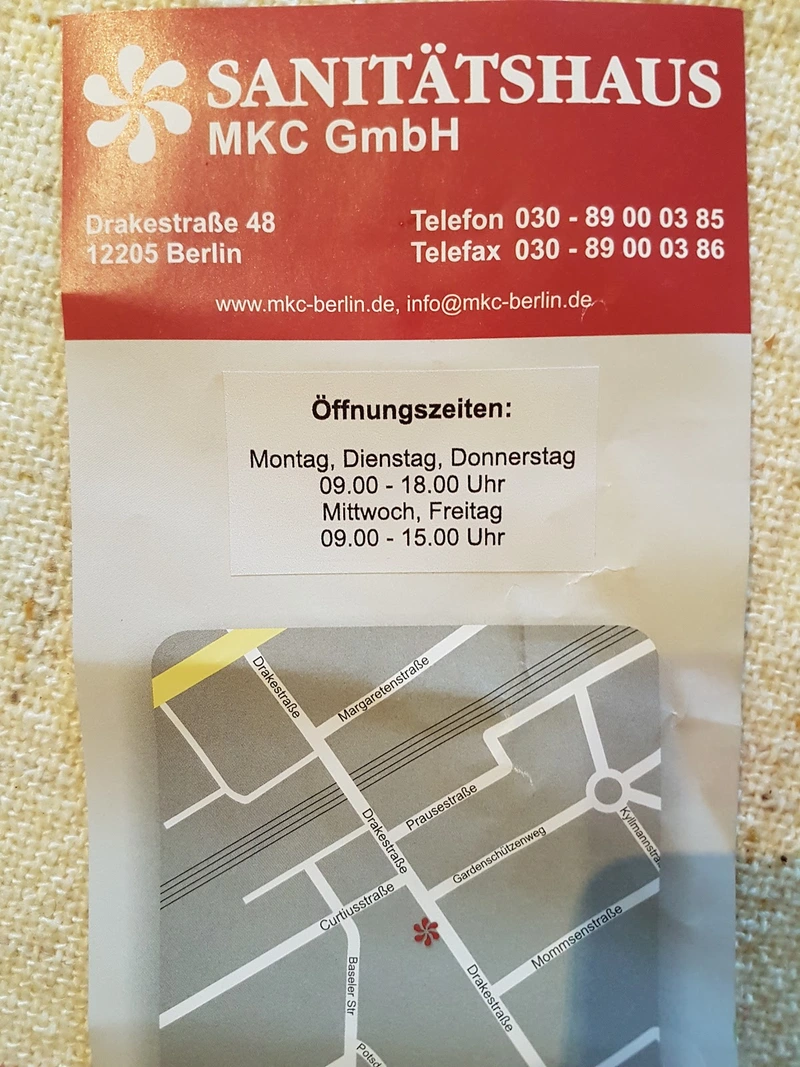 SANITÄTSHAUS
MKC GmbH
Drakestraße 48
12205 Berlin
Telefon 030 - 89 00 03 85
Telefax 030 - 89 00 03 86
www.mkc-berlin.de, info@mkc-berlin.de
Öffnungszeiten:
Montag, Dienstag, Donnerstag
09.00 - 18.00 Uhr
Mittwoch, Freitag
09.00 - 15.00 Uhr
Drakestraße
Margaretenstraße
Drakestraße
Prausestraße
Gardenschützenweg
Kyllmannstra
Curtiusstraße
Mommsenstraße
Baseler Str
Drakestraße
Potsd